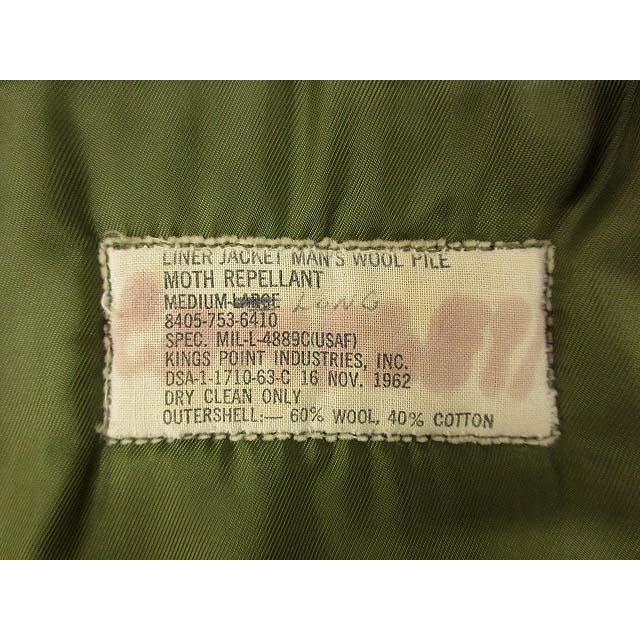 LINER JACKET MAN'S WOOL PILE
MOTH REPELLANT
MEDIUM-LARGE LONG
8405-753-6410
SPEC. MIL-L-4889C(USAF)
KINGS POINT INDUSTRIES, INC.
DSA-1-1710-63-C 16 NOV. 1962
DRY CLEAN ONLY
OUTERSHELL:— 60% WOOL, 40% COTTON